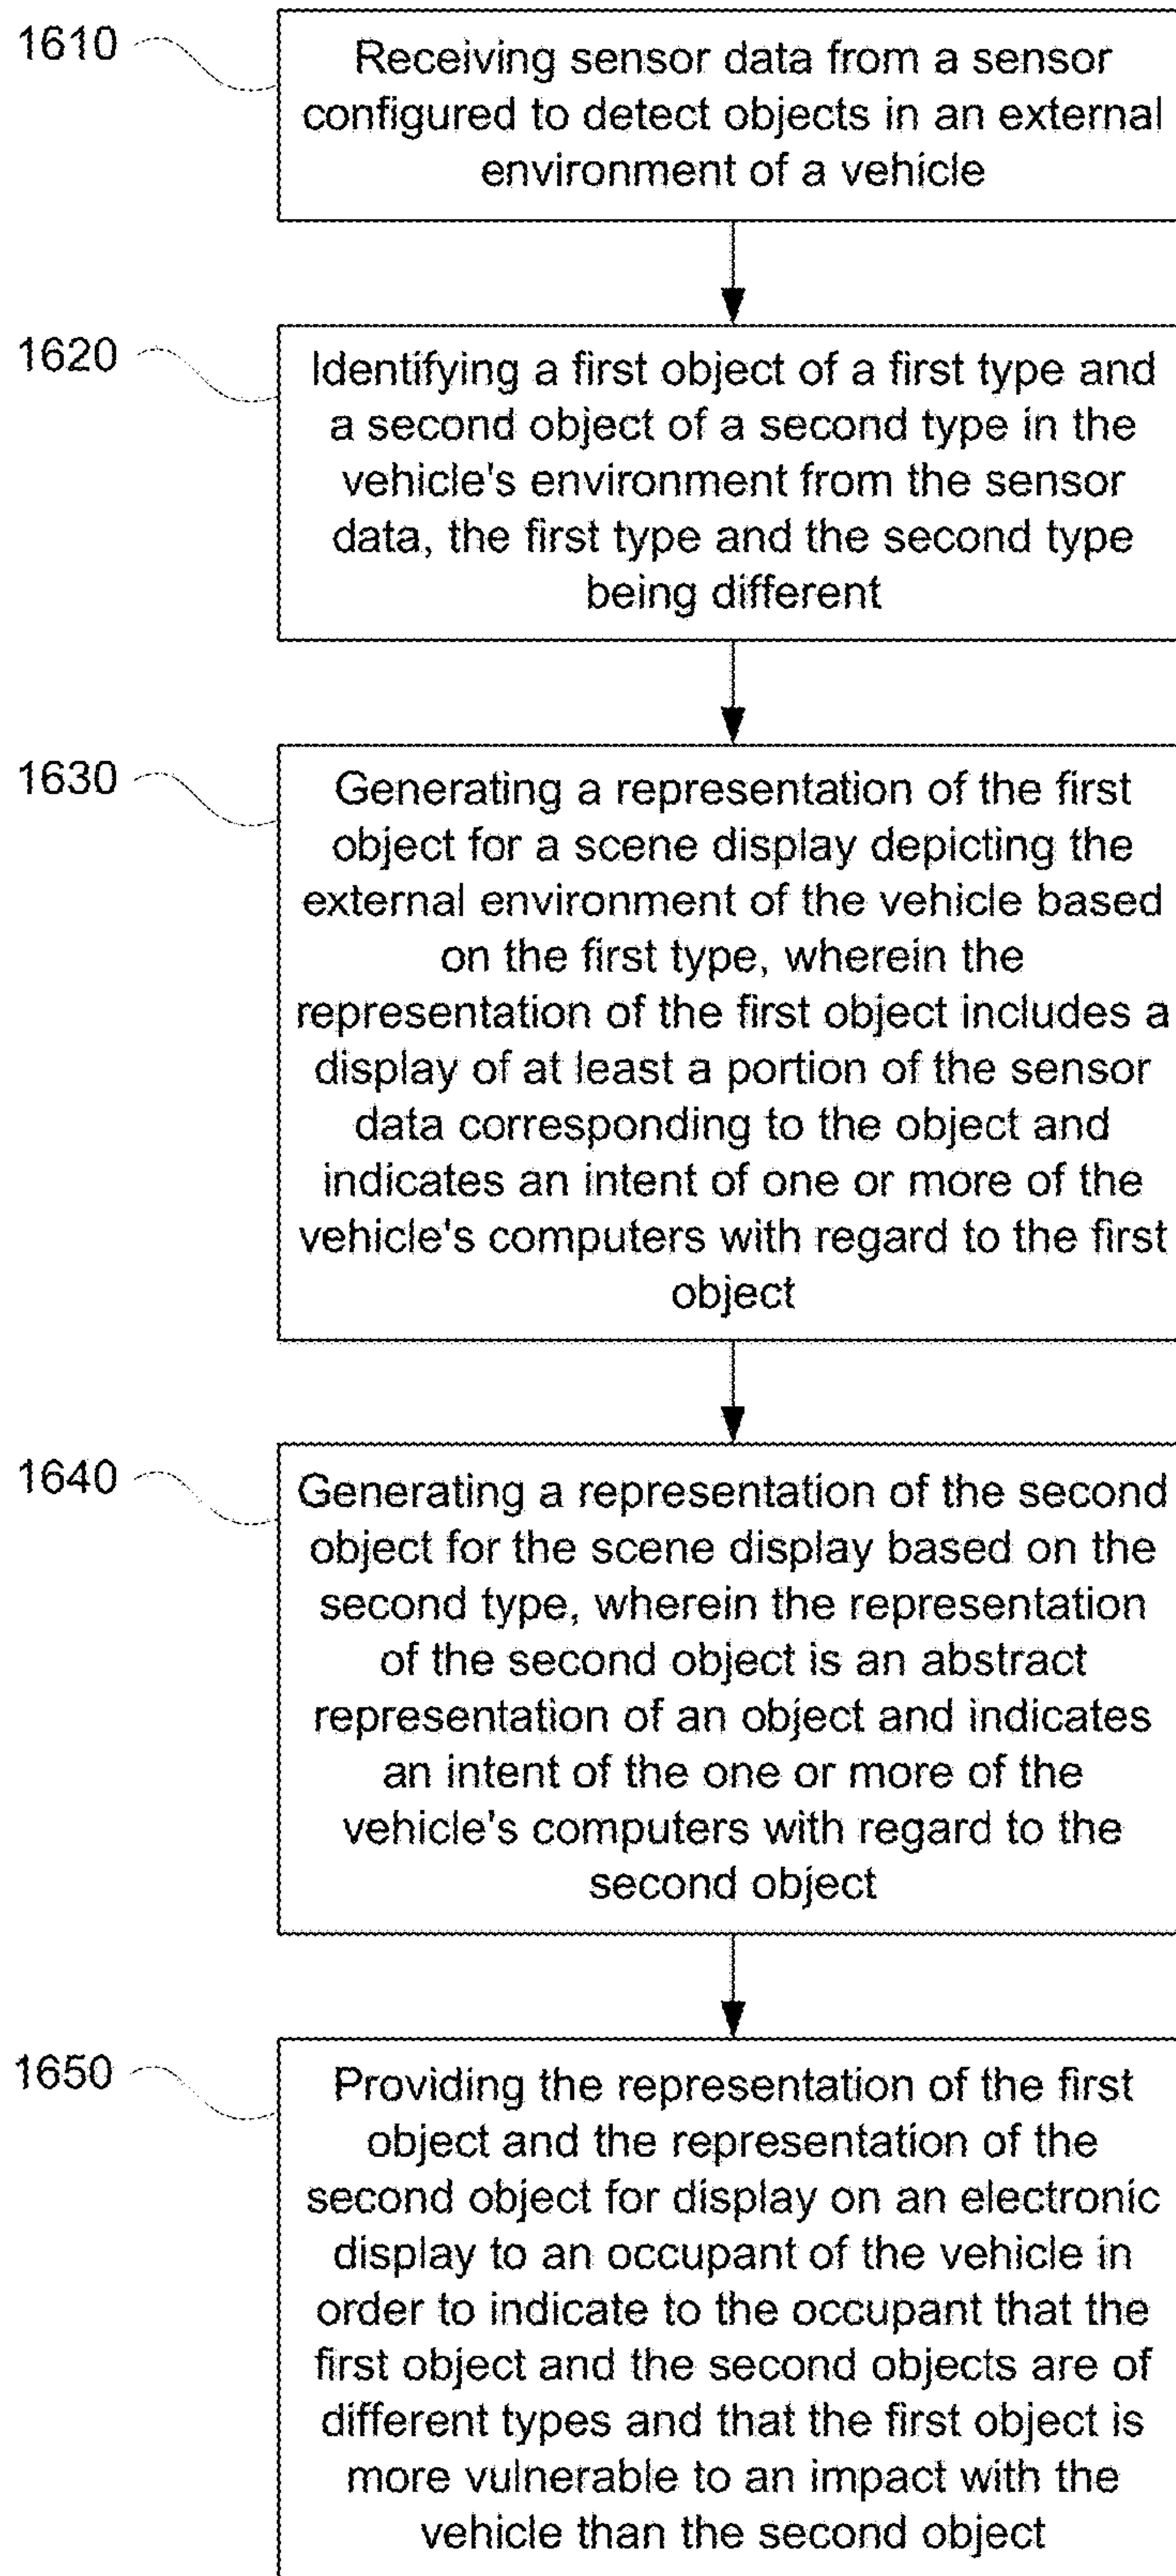 1610
Receiving sensor data from a sensor
configured to detect objects in an external
environment of a vehicle
1620
Identifying a first object of a first type and
a second object of a second type in the
vehicle's environment from the sensor
data, the first type and the second type
being different
1630
Generating a representation of the first
object for a scene display depicting the
external environment of the vehicle based
on the first type, wherein the
representation of the first object includes a
display of at least a portion of the sensor
data corresponding to the object and
indicates an intent of one or more of the
vehicle's computers with regard to the first
object
1640
Generating a representation of the second
object for the scene display based on the
second type, wherein the representation
of the second object is an abstract
representation of an object and indicates
an intent of the one or more of the
vehicle's computers with regard to the
second object
1650
Providing the representation of the first
object and the representation of the
second object for display on an electronic
display to an occupant of the vehicle in
order to indicate to the occupant that the
first object and the second objects are of
different types and that the first object is
more vulnerable to an impact with the
vehicle than the second object